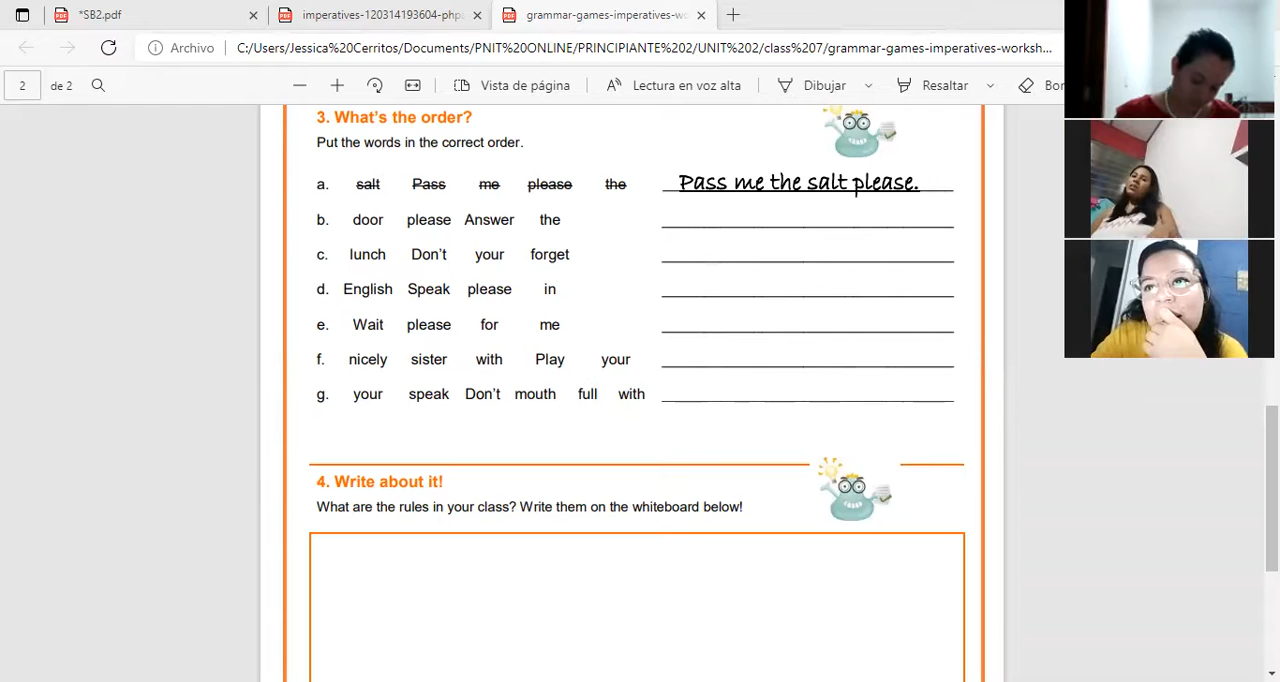 *SB2.pdf
imperatives-120314193604-php
grammar-games-imperatives-wo
Archivo
C:/Users/Jessica%20Cerritos/Documents/PNIT%20ONLINE/PRINCIPIANTE%202/UNIT%202/class%207/grammar-games-imperatives-worksh...
2 de 2
Vista de página
Lectura en voz alta
Dibujar
Resaltar
Bor
3. What's the order?
Put the words in the correct order.
a. salt Pass me please the Pass me the salt please.
b. door please Answer the
c. lunch Don't your forget
d. English Speak please in
e. Wait please for me
f. nicely sister with Play your
g. your speak Don't mouth full with
4. Write about it!
What are the rules in your class? Write them on the whiteboard below!